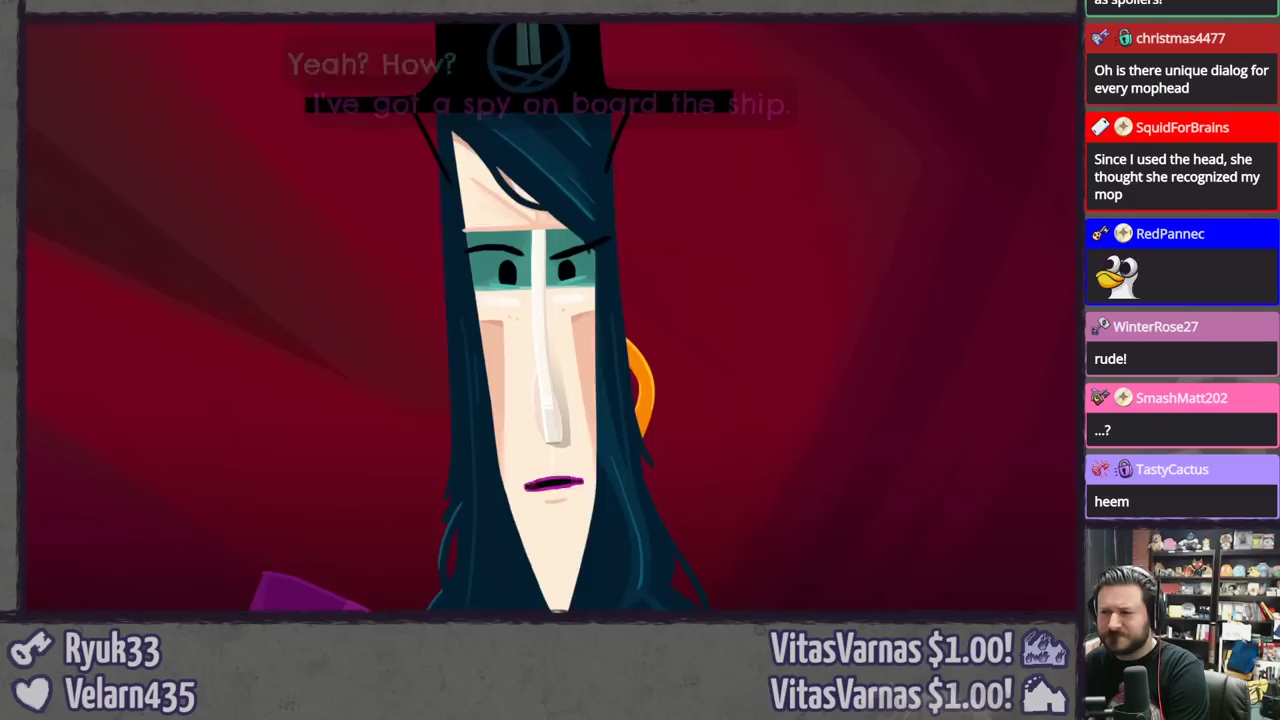 Yeah? How?
I've got a spy on board the ship.
as spoilers!
christmas4477
Oh is there unique dialog for
every mophead
SquidForBrains
Since I used the head, she
thought she recognized my
mop
RedPannec
WinterRose27
rude!
SmashMatt202
...?
TastyCactus
heem
Ryuk33
Velarn435
VitasVarnas $1.00!
VitasVarnas $1.00!